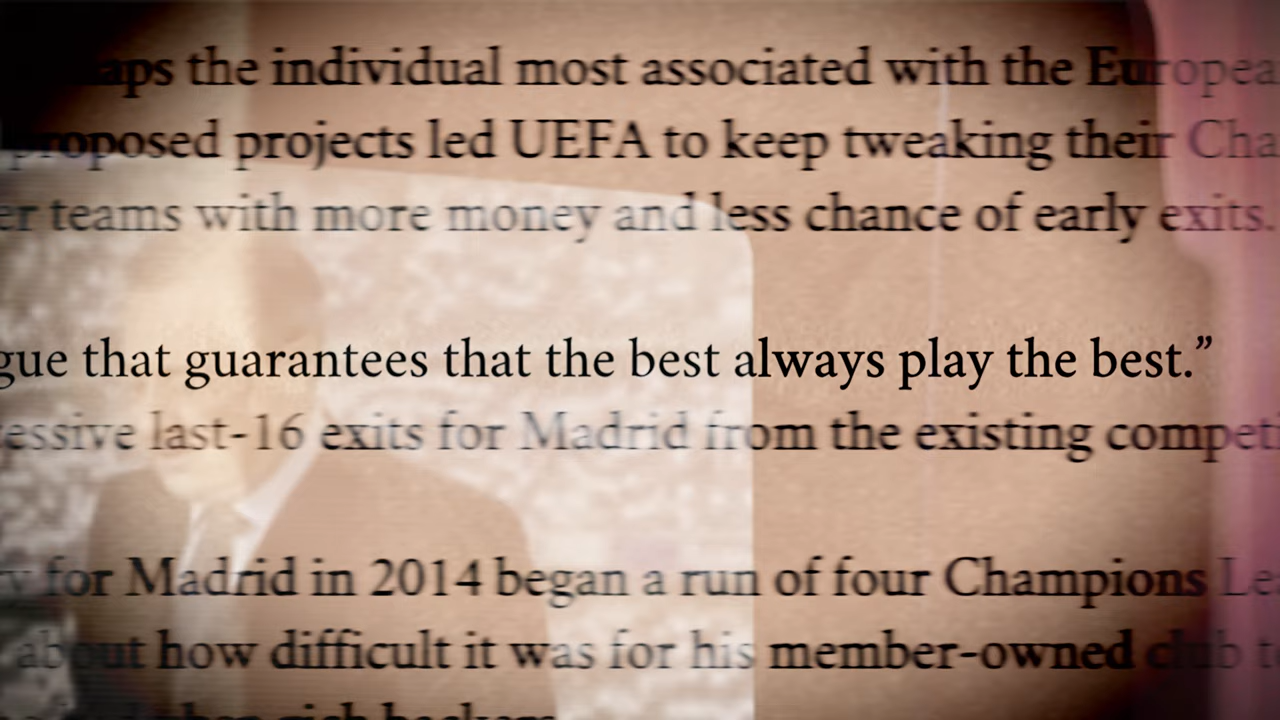 the individual most associated with the
proposed projects led UEFA to keep tweaking their
teams with more money and less chance of early exits.
that guarantees that the best always play the best.”
last-16 exits for Madrid from the existing
for Madrid in 2014 began a run of four Champions
about how difficult it was for his member-owned club